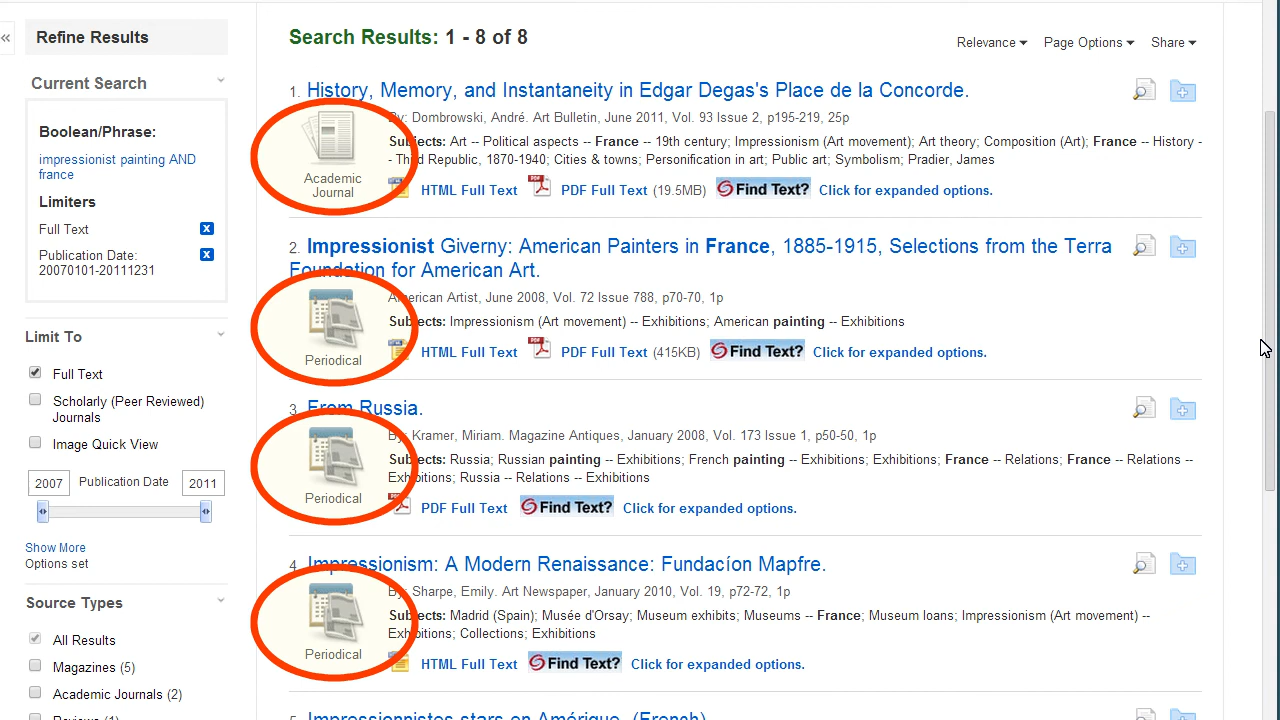 Refine Results
Current Search
Boolean/Phrase:
impressionist painting AND
france
Limiters
Full Text
Publication Date:
20070101-20111231
Limit To
Full Text
Scholarly (Peer Reviewed)
Journals
Image Quick View
2007 Publication Date 2011
Show More
Options set
Source Types
All Results
Magazines (5)
Academic Journals (2)
Reviews (1)
Search Results: 1 - 8 of 8
Relevance Page Options Share
1. History, Memory, and Instantaneity in Edgar Degas's Place de la Concorde.
By: Dombrowski, André. Art Bulletin, June 2011, Vol. 93 Issue 2, p195-219, 25p
Subjects: Art -- Political aspects -- France -- 19th century; Impressionism (Art movement); Art theory; Composition (Art); France -- History -
- Third Republic, 1870-1940; Cities & towns; Personification in art; Public art; Symbolism; Pradier, James
Academic
Journal
HTML Full Text PDF Full Text (19.5MB) Find Text? Click for expanded options.
2. Impressionist Giverny: American Painters in France, 1885-1915, Selections from the Terra
Foundation for American Art.
American Artist, June 2008, Vol. 72 Issue 788, p70-70, 1p
Subjects: Impressionism (Art movement) -- Exhibitions; American painting -- Exhibitions
Periodical
HTML Full Text PDF Full Text (415KB) Find Text? Click for expanded options.
3. From Russia.
By: Kramer, Miriam. Magazine Antiques, January 2008, Vol. 173 Issue 1, p50-50, 1p
Subjects: Russia; Russian painting -- Exhibitions; French painting -- Exhibitions; Exhibitions; France -- Relations; France -- Relations --
Exhibitions; Russia -- Relations -- Exhibitions
Periodical
PDF Full Text Find Text? Click for expanded options.
4. Impressionism: A Modern Renaissance: Fundacíon Mapfre.
By: Sharpe, Emily. Art Newspaper, January 2010, Vol. 19, p72-72, 1p
Subjects: Madrid (Spain); Musée d'Orsay; Museum exhibits; Museums -- France; Museum loans; Impressionism (Art movement) --
Exhibitions; Collections; Exhibitions
Periodical
HTML Full Text Find Text? Click for expanded options.
5. Impressionnistes stars en Amérique. (French)